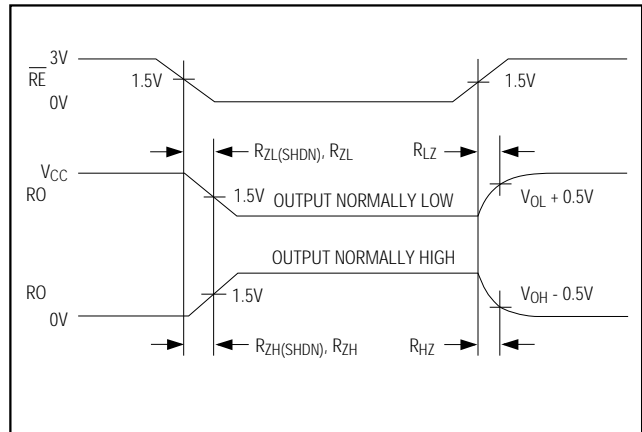 3V
RE
1.5V
1.5V
0V
RZL(SHDN), RZL
RLZ
VCC
RO
1.5V
OUTPUT NORMALLY LOW
VOL + 0.5V
OUTPUT NORMALLY HIGH
RO
1.5V
VOH - 0.5V
0V
RZH(SHDN), RZH
RHZ